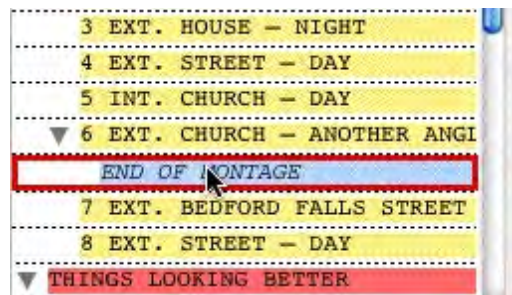 3 EXT. HOUSE — NIGHT
4 EXT. STREET — DAY
5 INT. CHURCH — DAY
6 EXT. CHURCH — ANOTHER ANGL
END OF MONTAGE
7 EXT. BEDFORD FALLS STREET
8 EXT. STREET — DAY
THINGS LOOKING BETTER